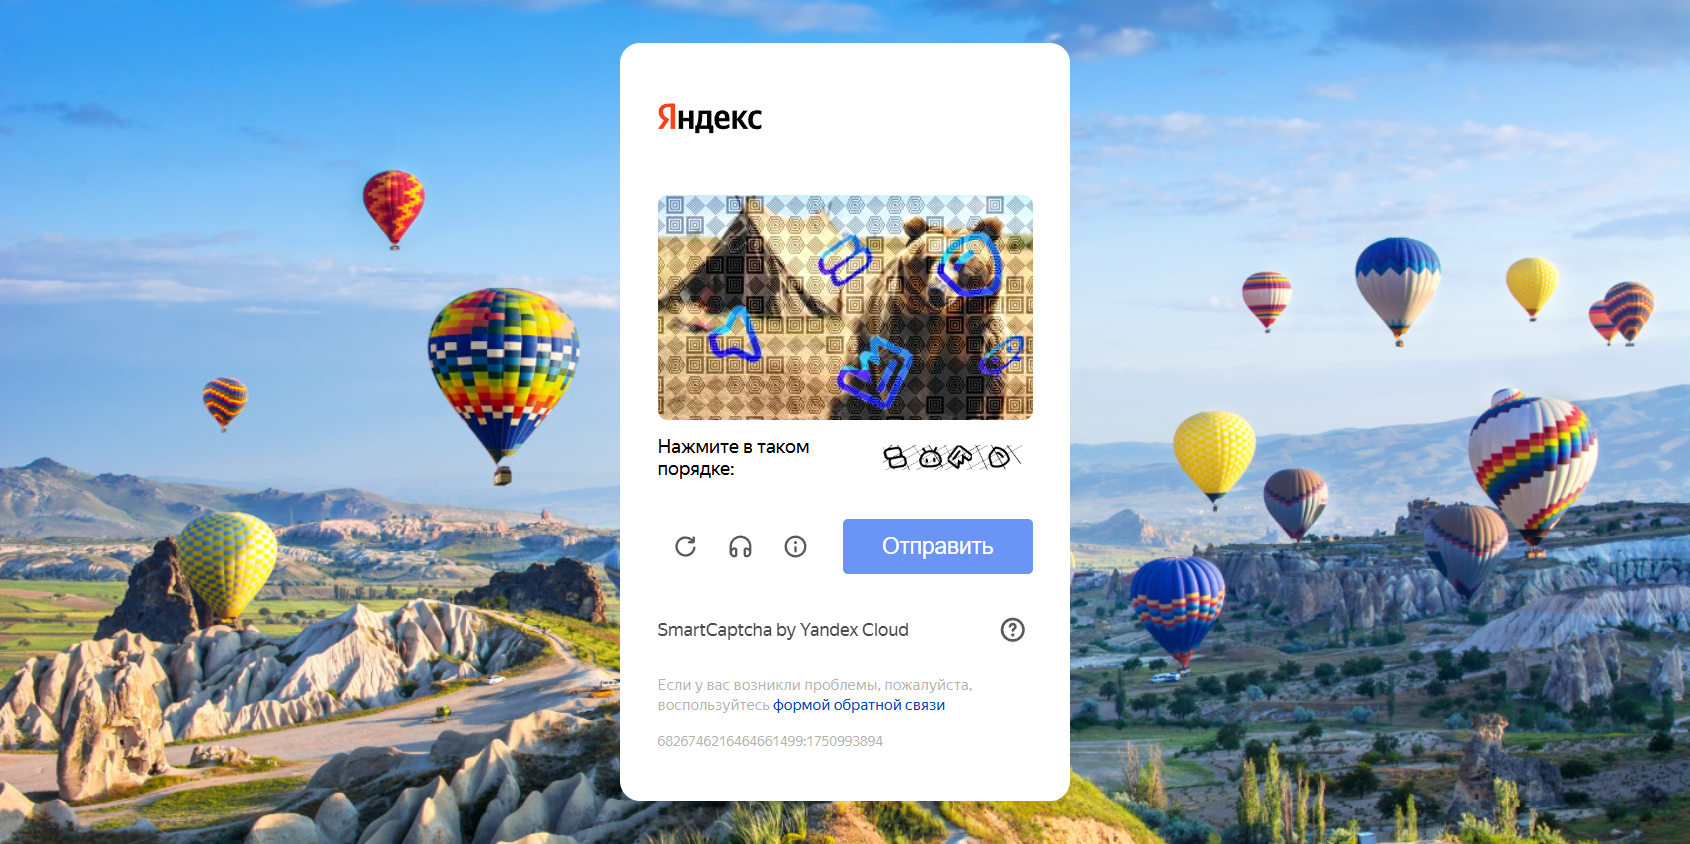 Яндекс
Нажмите в таком
порядке:
Отправить
SmartCaptcha by Yandex Cloud
Если у вас возникли проблемы, пожалуйста,
воспользуйтесь формой обратной связи
6826746216464661499:1750993894